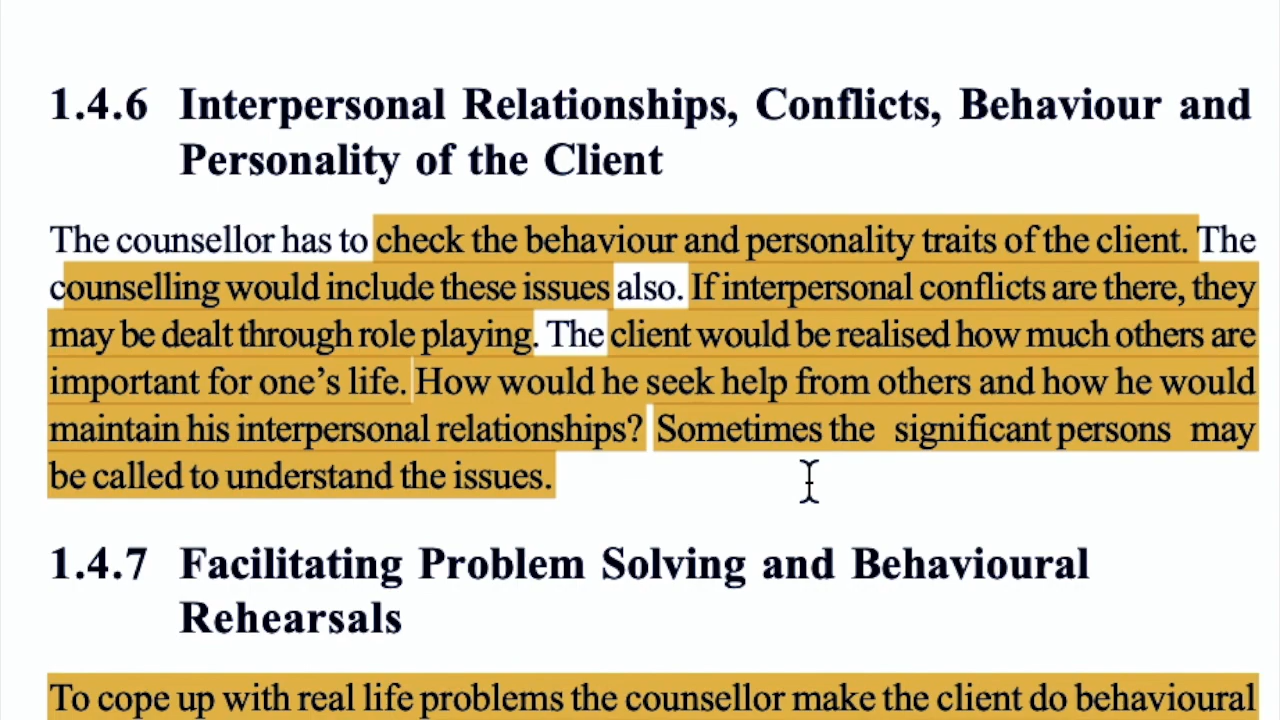 1.4.6 Interpersonal Relationships, Conflicts, Behaviour and
Personality of the Client
The counsellor has to check the behaviour and personality traits of the client. The
counselling would include these issues also. If interpersonal conflicts are there, they
may be dealt through role playing. The client would be realised how much others are
important for one’s life. How would he seek help from others and how he would
maintain his interpersonal relationships? Sometimes the significant persons may
be called to understand the issues.
1.4.7 Facilitating Problem Solving and Behavioural
Rehearsals
To cope up with real life problems the counsellor make the client do behavioural